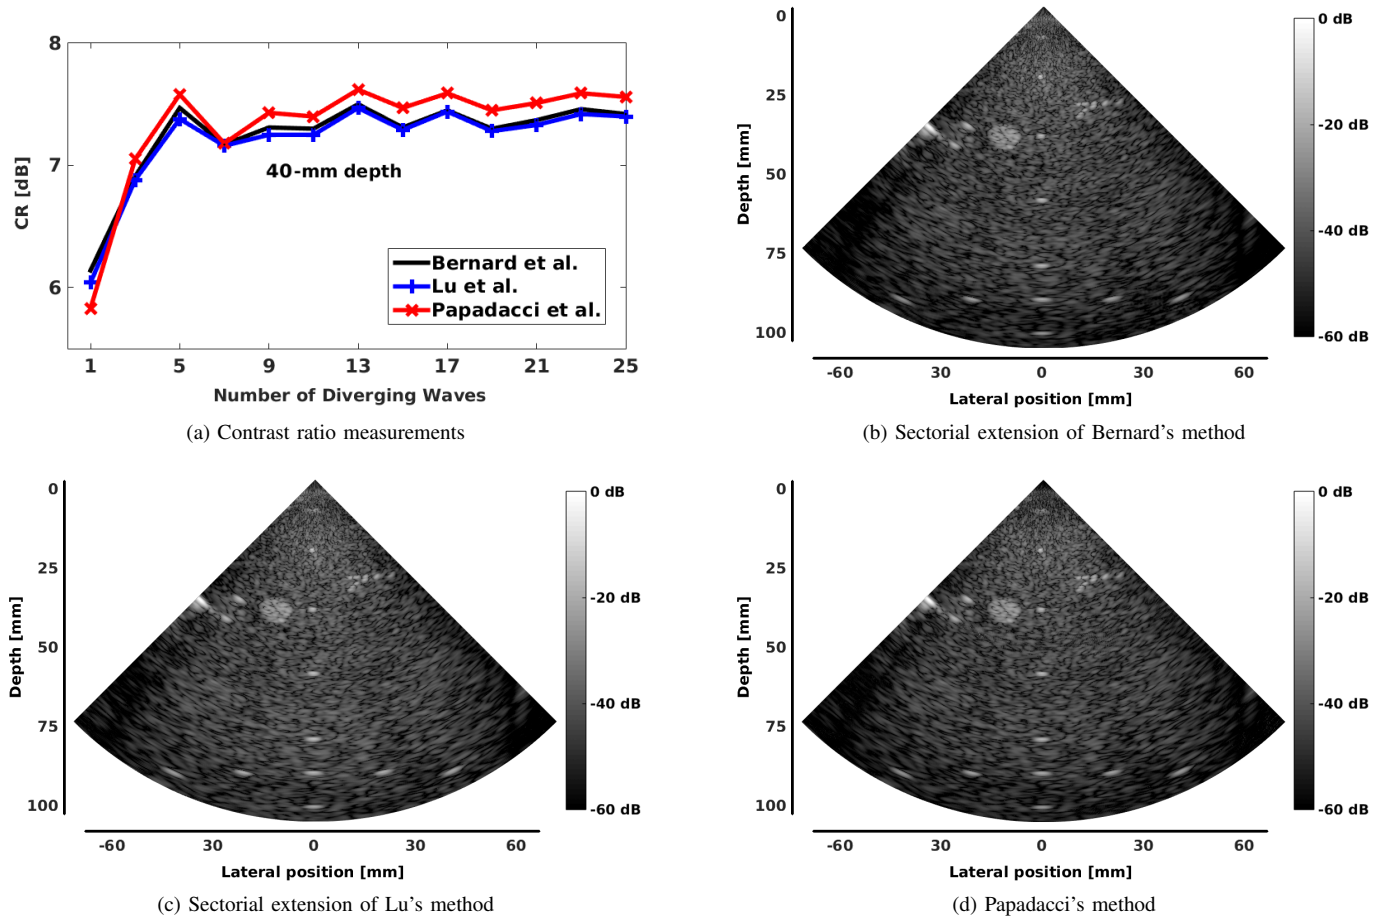 8
7
6
CR [dB]
40-mm depth
Bernard et al.
Lu et al.
Papadacci et al.
1 5 9 13 17 21 25
Number of Diverging Waves
(a) Contrast ratio measurements
0
25
50
75
100
Depth [mm]
0 dB
-20 dB
-40 dB
-60 dB
-60 30 0 30 60
Lateral position [mm]
(b) Sectorial extension of Bernard's method
0
25
50
75
100
Depth [mm]
0 dB
-20 dB
-40 dB
-60 dB
-60 30 0 30 60
Lateral position [mm]
(c) Sectorial extension of Lu's method
0
25
50
75
100
Depth [mm]
0 dB
-20 dB
-40 dB
-60 dB
-60 30 0 30 60
Lateral position [mm]
(d) Papadacci's method